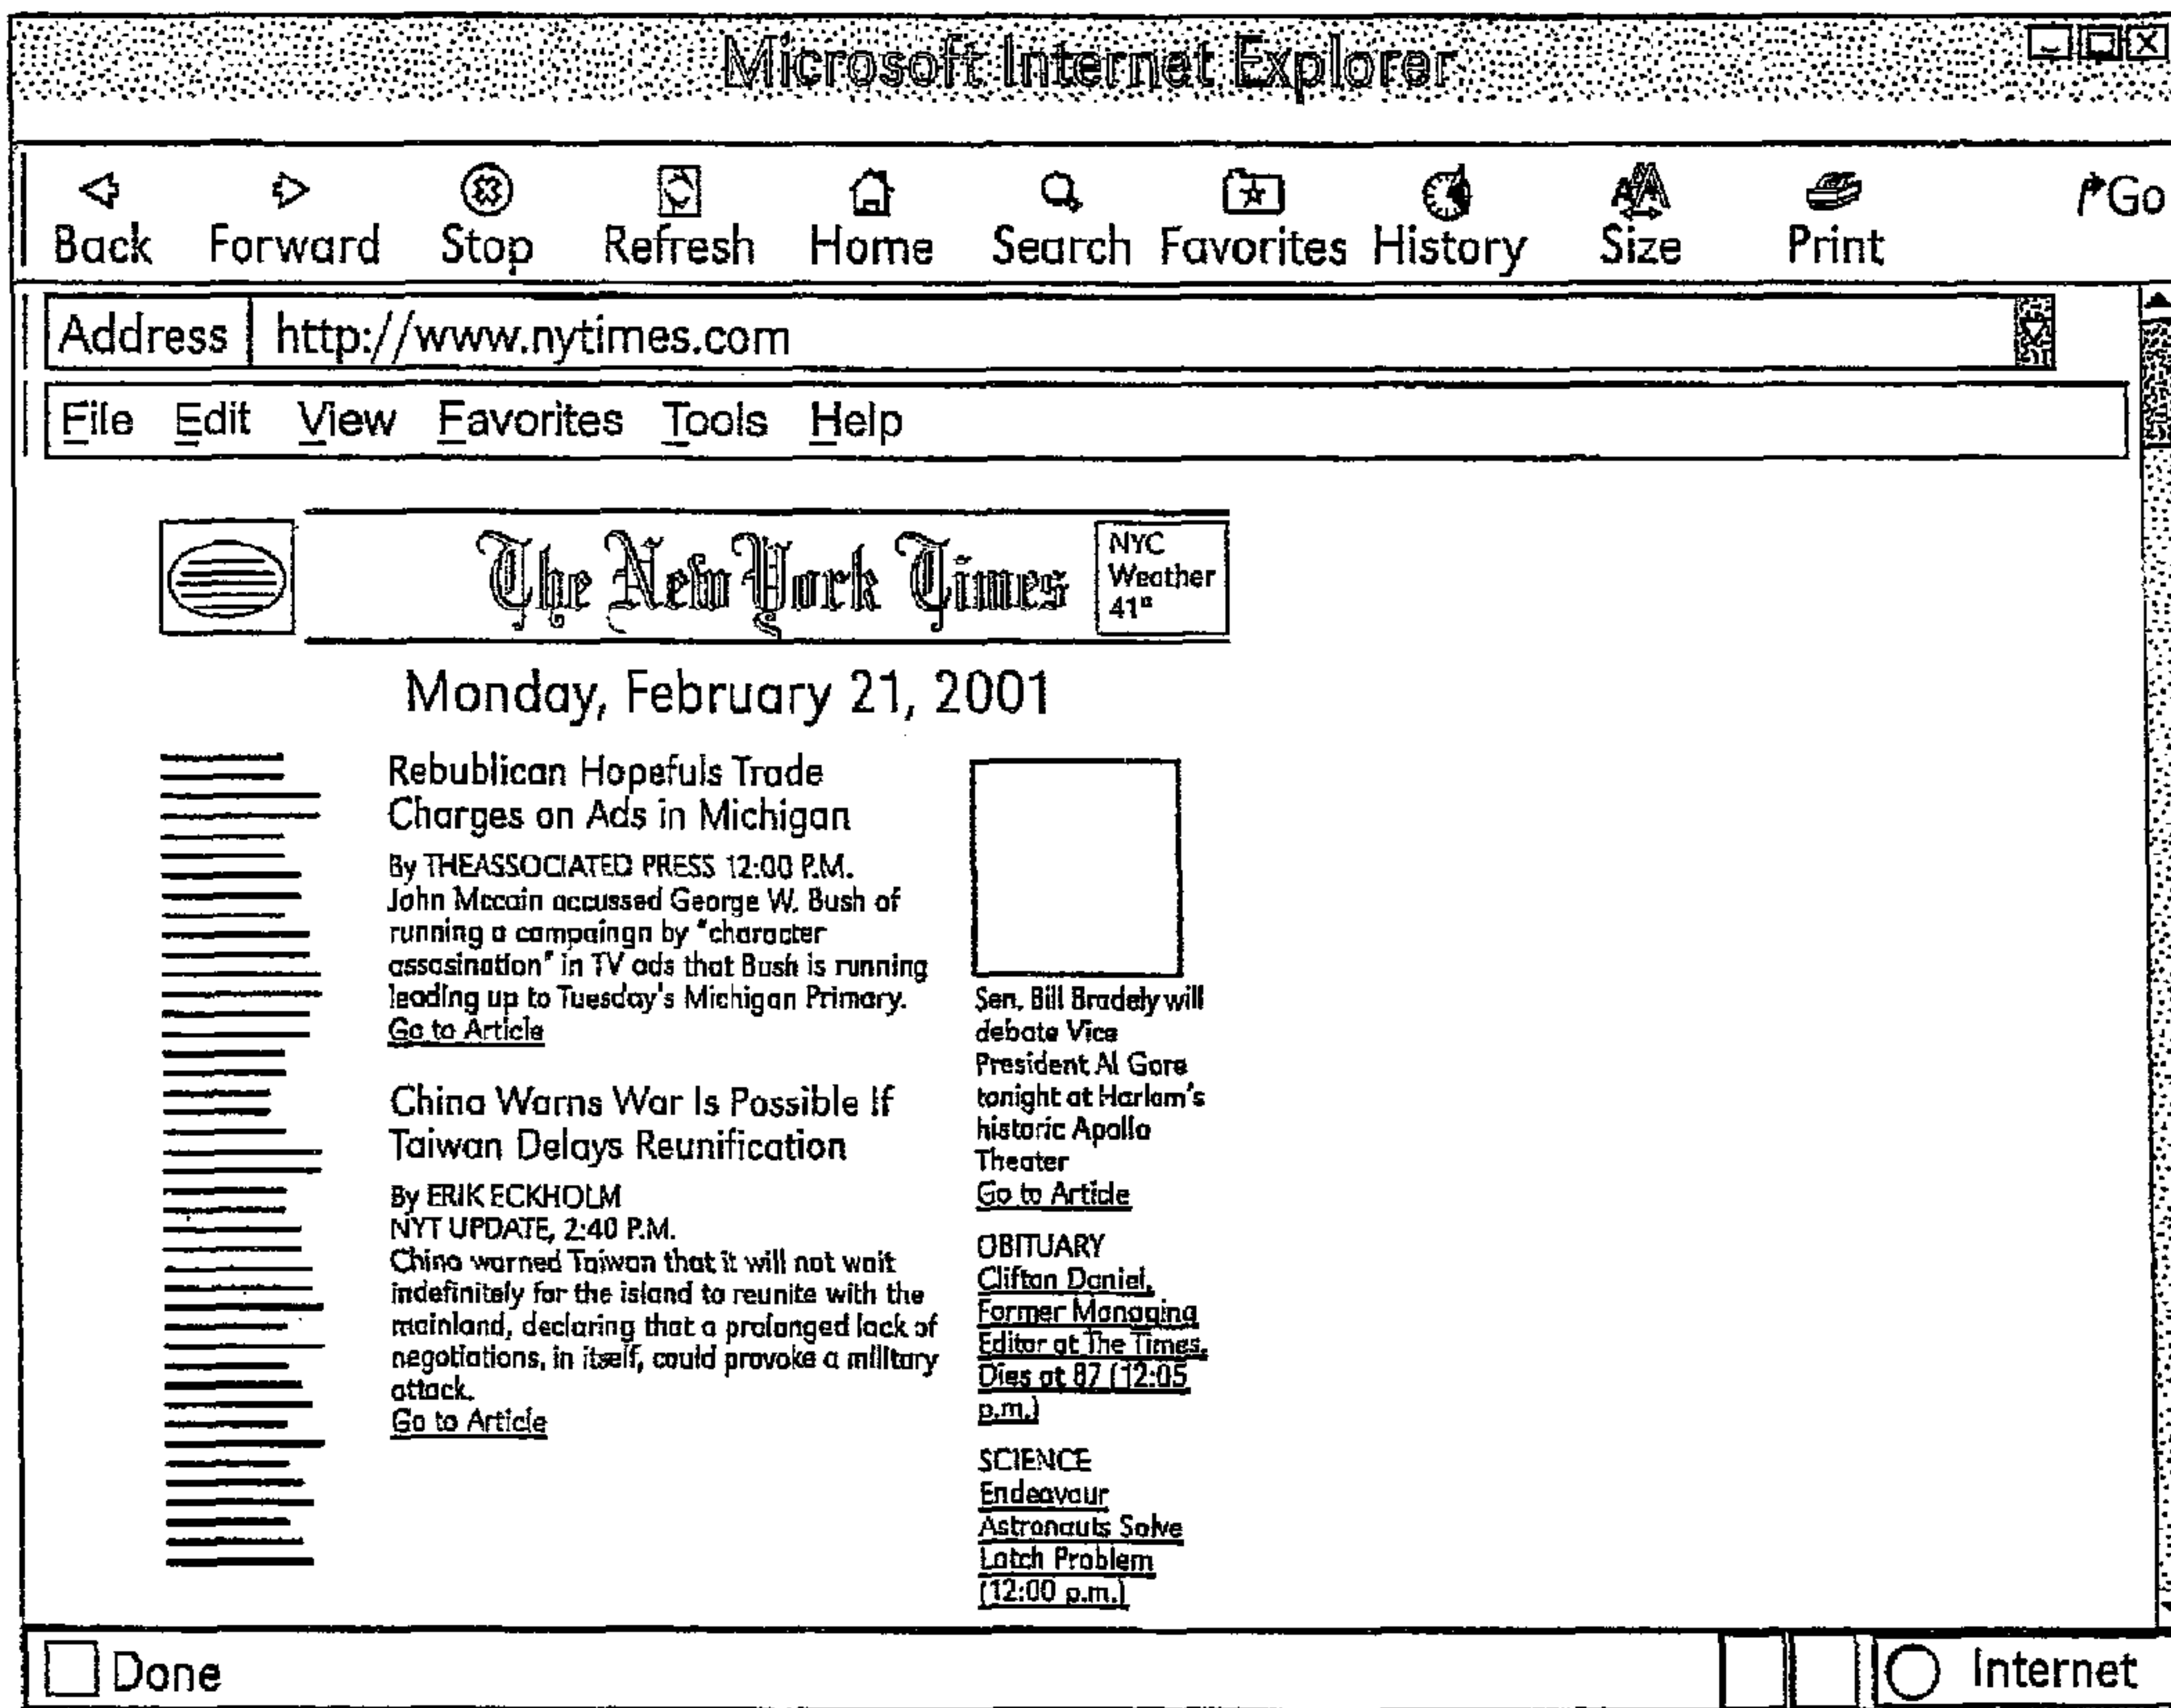 Microsoft Internet Explorer
Back Forward Stop Refresh Home Search Favorites History Size Print Go
Address http://www.nytimes.com
File Edit View Favorites Tools Help
The New York Times
NYC
Weather
41°
Monday, February 21, 2001
Rebublican Hopefuls Trade
Charges on Ads in Michigan
By THEASSOCIATED PRESS 12:00 P.M.
John Mccain accussed George W. Bush of
running a campaingn by "character
assasination" in TV ads that Bush is running
leading up to Tuesday's Michigan Primary.
Go to Article
China Warns War Is Possible If
Taiwan Delays Reunification
By ERIK ECKHOLM
NYT UPDATE, 2:40 P.M.
China warned Taiwan that it will not wait
indefinitely for the island to reunite with the
mainland, declaring that a prolonged lack of
negotiations, in itself, could provoke a military
attack.
Go to Article
Sen. Bill Bradely will
debate Vice
President Al Gore
tonight at Harlem's
historic Apollo
Theater
Go to Article
OBITUARY
Clifton Daniel,
Former Managing
Editor at The Times,
Dies at 87 (12:05
p.m.)
SCIENCE
Endeavour
Astronauts Solve
Latch Problem
(12:00 p.m.)
Done
Internet